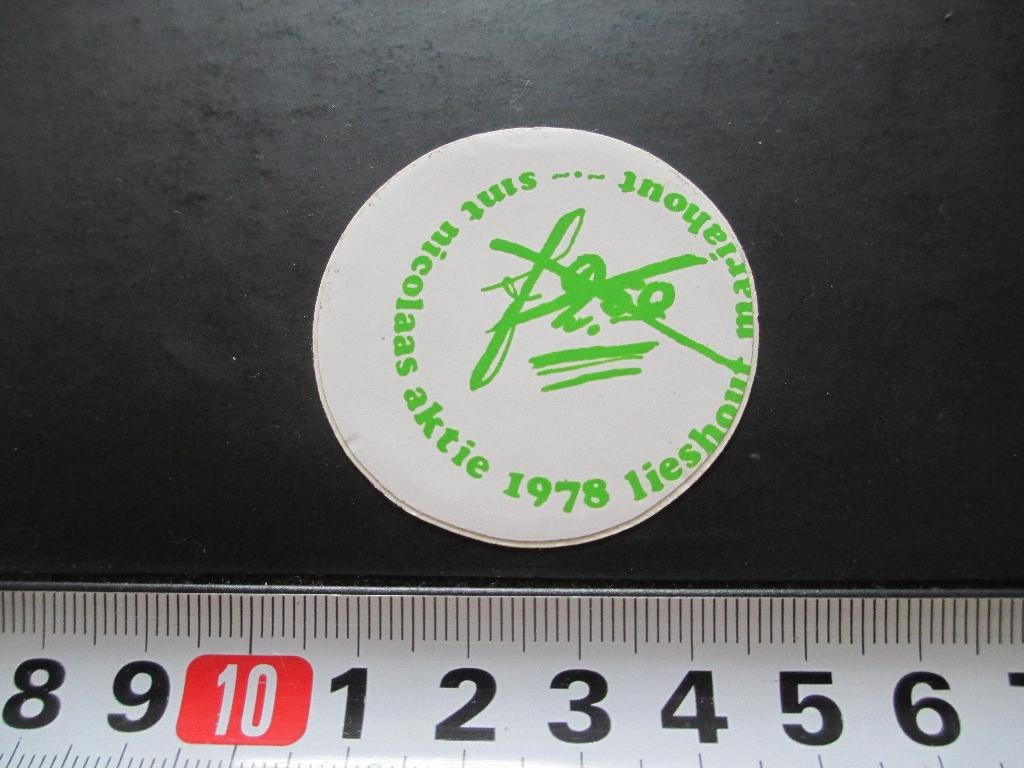 sint nicolaas aktie 1978 lieshout mariahout ~.~
8 9 10 1 2 3 4 5 6